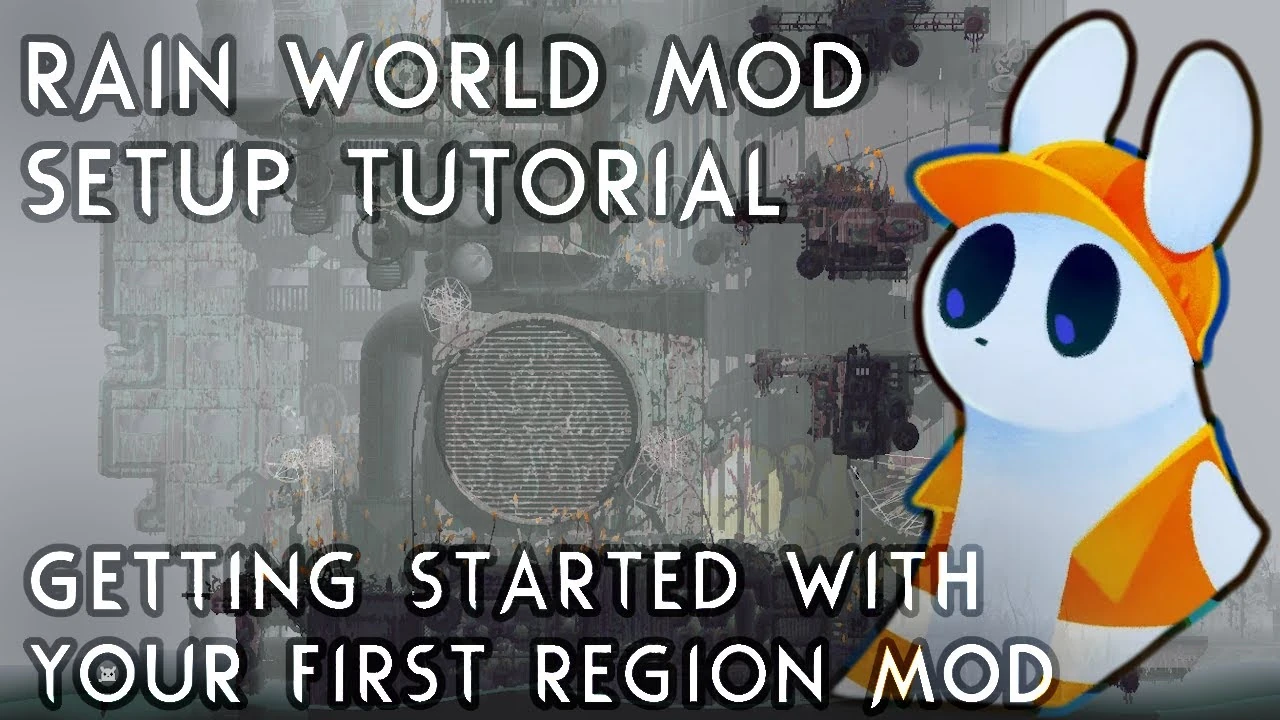 RAIN WORLD MOD
SETUP TUTORIAL
GETTING STARTED WITH
YOUR FIRST REGION MOD